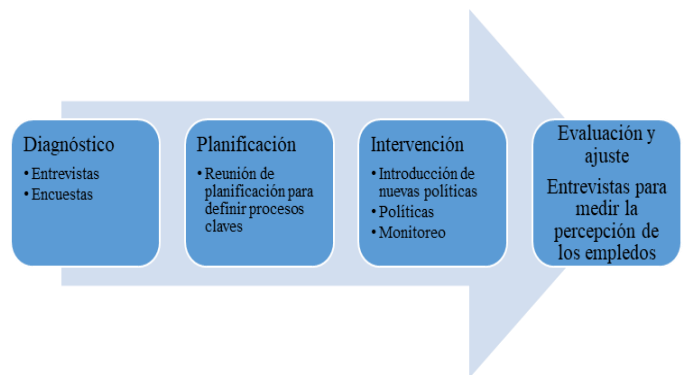 Diagnóstico
• Entrevistas
• Encuestas
Planificación
• Reunión de
planificación para
definir procesos
claves
Intervención
• Introducción de
nuevas políticas
• Políticas
• Monitoreo
Evaluación y
ajuste
Entrevistas para
medir la
percepción de
los empledos